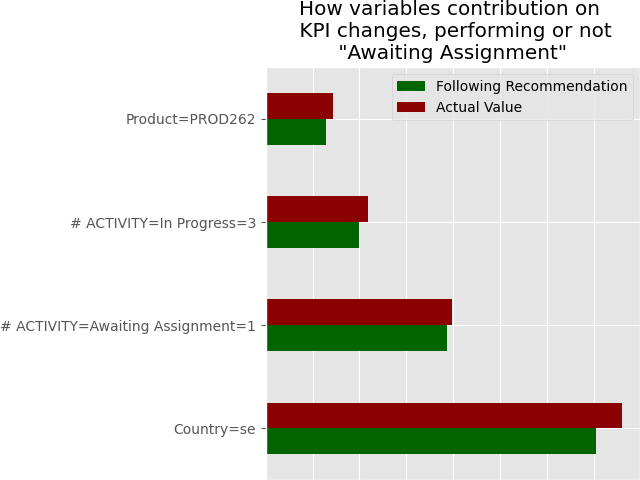 How variables contribution on
KPI changes, performing or not
"Awaiting Assignment"
Following Recommendation
Actual Value
Product=PROD262
# ACTIVITY=In Progress=3
# ACTIVITY=Awaiting Assignment=1
Country=se